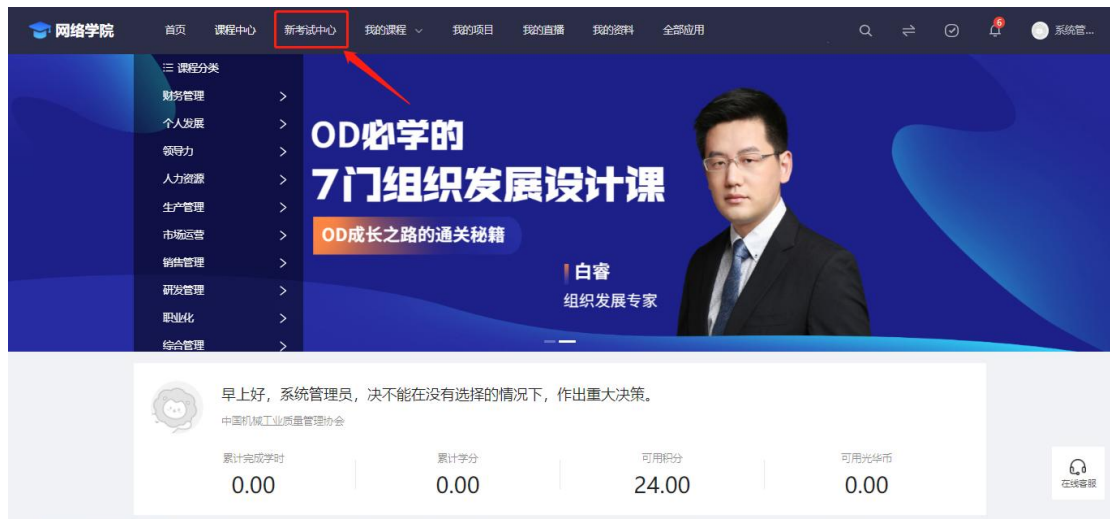 网络学院 首页 课程中心 新考试中心 我的课程 我的项目 我的直播 我的资料 全部应用 6 系统管...
课程分类
财务管理
个人发展
领导力
人力资源
生产管理
市场运营
销售管理
研发管理
职业化
综合管理
OD必学的
7门组织发展设计课
OD成长之路的通关秘籍
白睿
组织发展专家
早上好，系统管理员，决不能在没有选择的情况下，作出重大决策。
中国机械工业质量管理协会
累计完成学时 累计学分 可用积分 可用光华币
0.00 0.00 24.00 0.00
在线客服